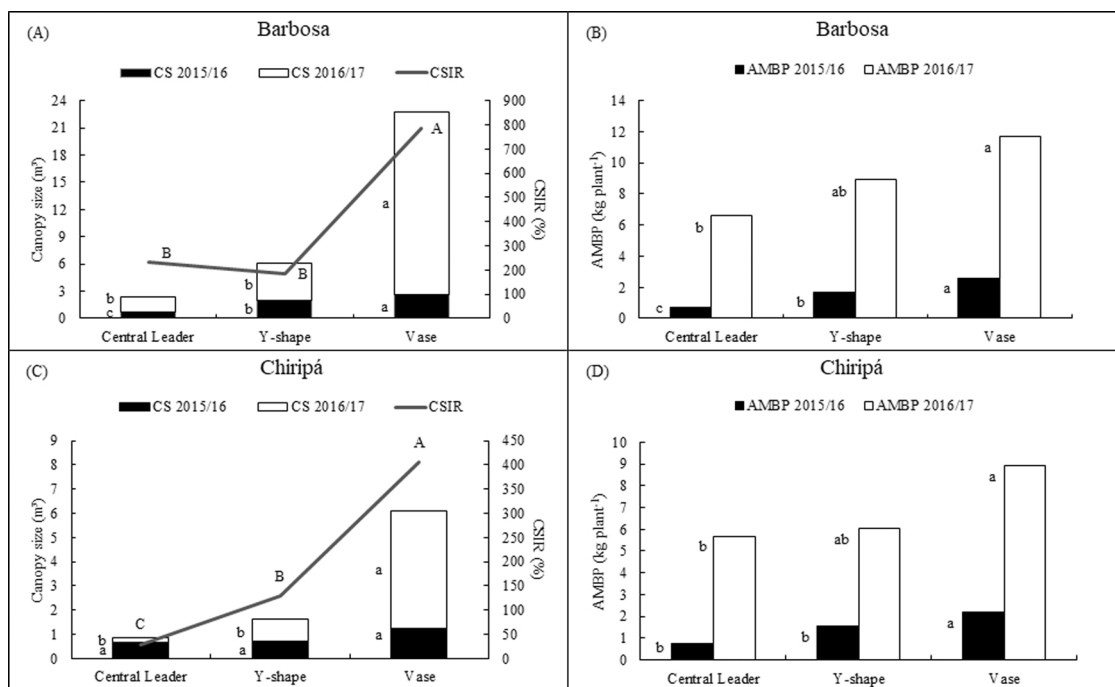 (A)
Barbosa
CS 2015/16 CS 2016/17 CSIR
Canopy size (m³)
24
21
18
15
12
9
6
3
0
900
800
700
600
500
400
300
200
100
0
CSIR (%)
b
c
B
b
b
B
a
a
A
Central Leader Y-shape Vase
(B)
Barbosa
AMBP 2015/16 AMBP 2016/17
AMBP (kg plant⁻¹)
14
12
10
8
6
4
2
0
c
b
b
ab
a
a
Central Leader Y-shape Vase
(C)
Chiripá
CS 2015/16 CS 2016/17 CSIR
Canopy size (m³)
9
8
7
6
5
4
3
2
1
0
450
400
350
300
250
200
150
100
50
0
CSIR (%)
b
a
C
b
a
B
a
a
A
Central Leader Y-shape Vase
(D)
Chiripá
AMBP 2015/16 AMBP 2016/17
AMBP (kg plant⁻¹)
10
9
8
7
6
5
4
3
2
1
0
b
b
b
ab
a
a
Central Leader Y-shape Vase